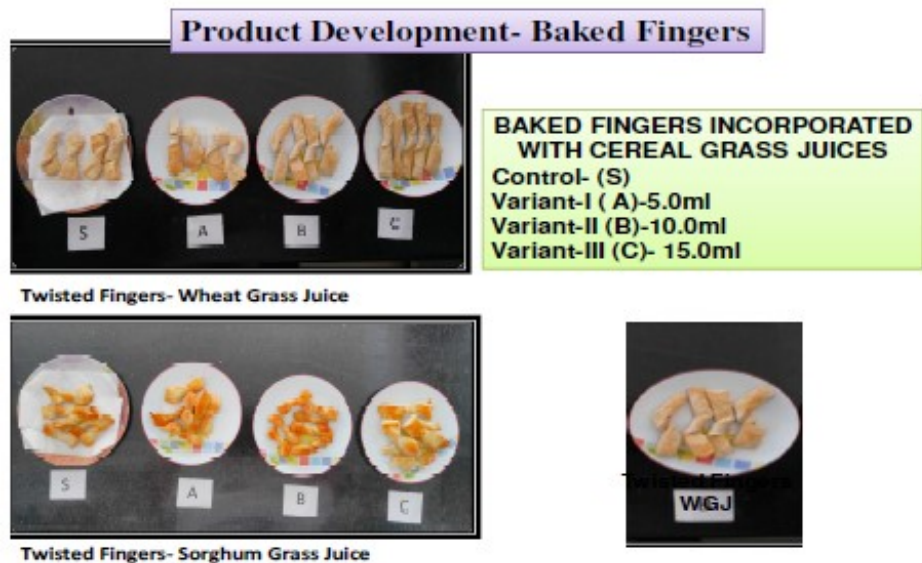 Product Development- Baked Fingers
BAKED FINGERS INCORPORATED
WITH CEREAL GRASS JUICES
Control- (S)
Variant-I ( A)-5.0ml
Variant-II (B)-10.0ml
Variant-III (C)- 15.0ml
S
A
B
C
Twisted Fingers- Wheat Grass Juice
S
A
B
C
Twisted Fingers- Sorghum Grass Juice
Twisted Fingers
WGJ